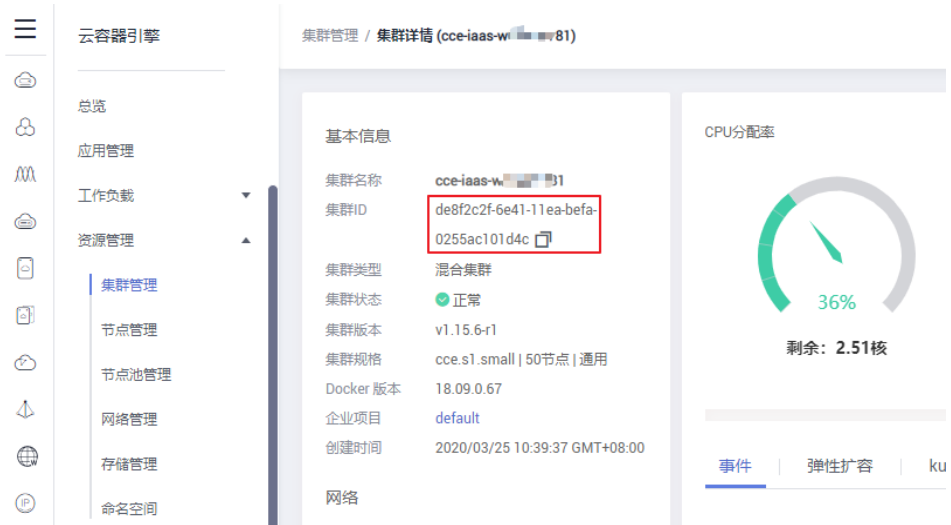 云容器引擎
总览
应用管理
工作负载
资源管理
集群管理
节点管理
节点池管理
网络管理
存储管理
命名空间
集群管理 / 集群详情 (cce-iaas-w 81)
基本信息
集群名称 cce-iaas-w 81
集群ID de8f2c2f-6e41-11ea-befa-
0255ac101d4c
集群类型 混合集群
集群状态 正常
集群版本 v1.15.6-r1
集群规格 cce.s1.small | 50节点 | 通用
Docker 版本 18.09.0.67
企业项目 default
创建时间 2020/03/25 10:39:37 GMT+08:00
网络
CPU分配率
36%
剩余：2.51核
事件 弹性扩容 ku
IP